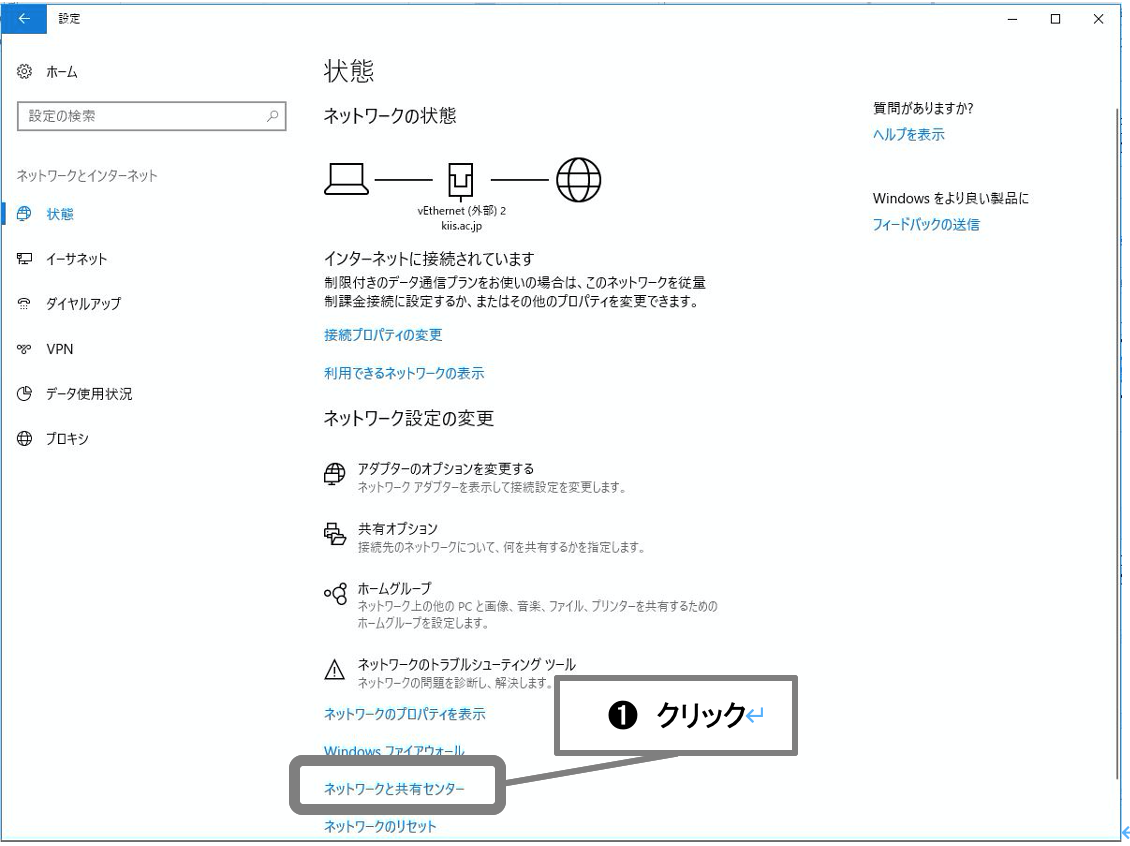 設定
ホーム
設定の検索
ネットワークとインターネット
状態
イーサネット
ダイヤルアップ
VPN
データ使用状況
プロキシ
状態
ネットワークの状態
vEthernet (外部) 2
kiis.ac.jp
インターネットに接続されています
制限付きのデータ通信プランをお使いの場合は、このネットワークを従量
制課金接続に設定するか、またはその他のプロパティを変更できます。
接続プロパティの変更
利用できるネットワークの表示
ネットワーク設定の変更
アダプターのオプションを変更する
ネットワーク アダプターを表示して接続設定を変更します。
共有オプション
接続先のネットワークについて、何を共有するかを指定します。
ホームグループ
ネットワーク上の他の PC と画像、音楽、ファイル、プリンターを共有するための
ホームグループを設定します。
ネットワークのトラブルシューティング ツール
ネットワークの問題を診断し、解決します。
ネットワークのプロパティを表示
Windows ファイアウォール
ネットワークと共有センター
ネットワークのリセット
❶ クリック↵
質問がありますか?
ヘルプを表示
Windows をより良い製品に
フィードバックの送信